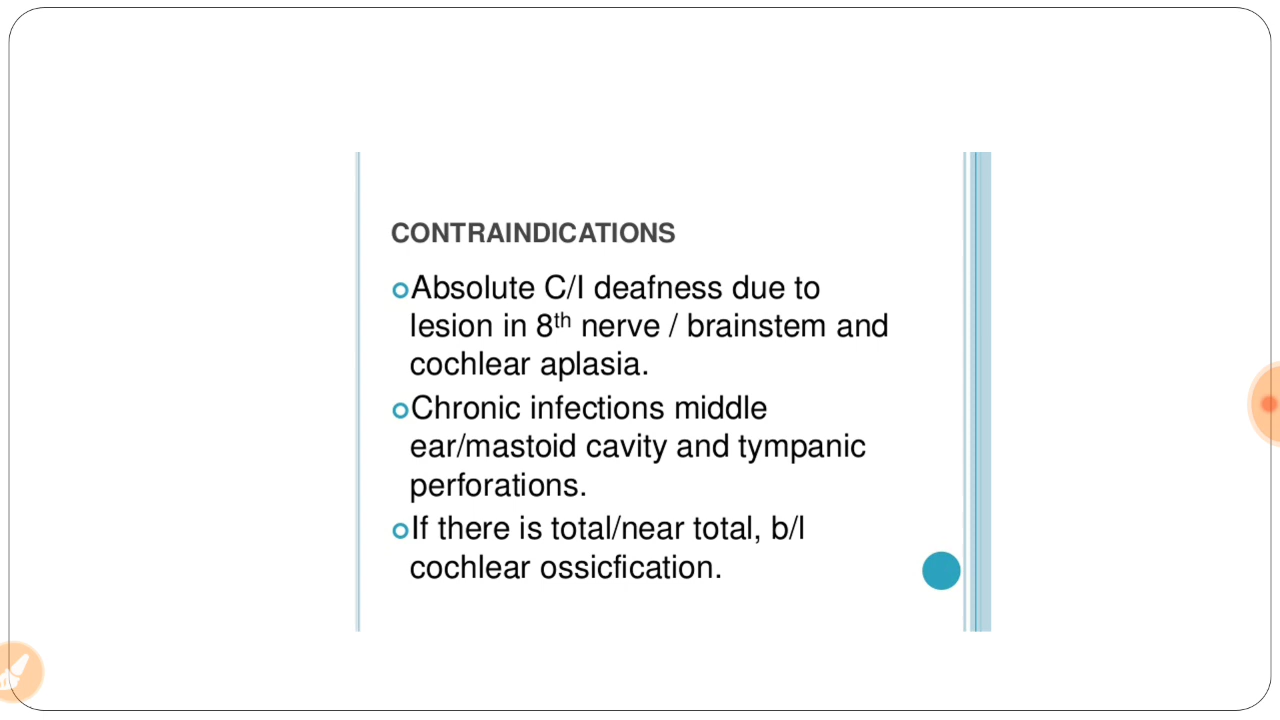 CONTRAINDICATIONS
Absolute C/I deafness due to
lesion in 8th nerve / brainstem and
cochlear aplasia.
Chronic infections middle
ear/mastoid cavity and tympanic
perforations.
If there is total/near total, b/l
cochlear ossicfication.